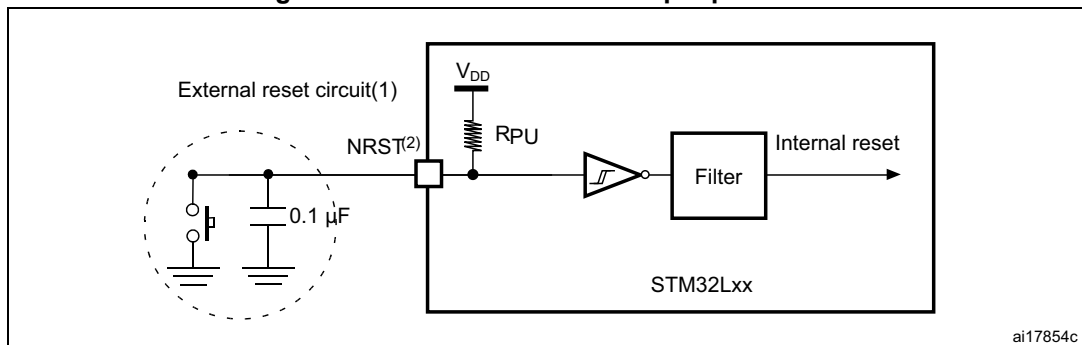 External reset circuit(1)
VDD
NRST(2)
RPU
Filter
Internal reset
0.1 μF
STM32Lxx
ai17854c